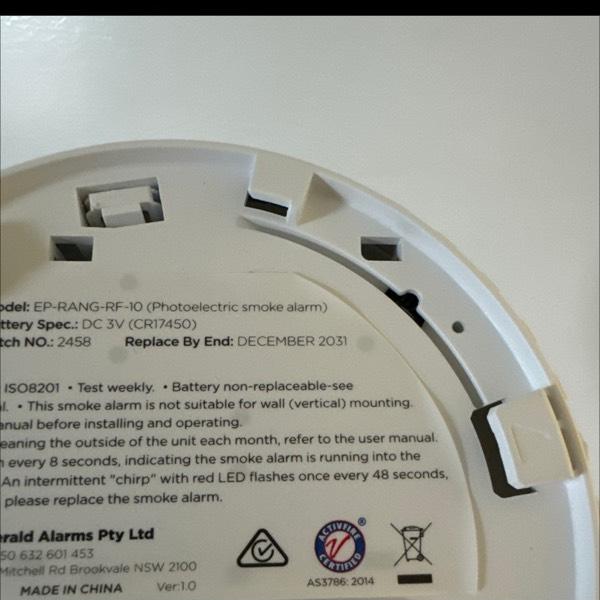 odel: EP-RANG-RF-10 (Photoelectric smoke alarm)
ttery Spec.: DC 3V (CR17450)
tch NO.: 2458 Replace By End: DECEMBER 2031
ISO8201 • Test weekly. • Battery non-replaceable-see
l. • This smoke alarm is not suitable for wall (vertical) mounting.
anual before installing and operating.
eaning the outside of the unit each month, refer to the user manual.
n every 8 seconds, indicating the smoke alarm is running into the
An intermittent "chirp" with red LED flashes once every 48 seconds,
please replace the smoke alarm.
erald Alarms Pty Ltd
50 632 601 453
Mitchell Rd Brookvale NSW 2100
MADE IN CHINA Ver:1.0
ACTIVFIRE ®
CERTIFIED
AS3786: 2014